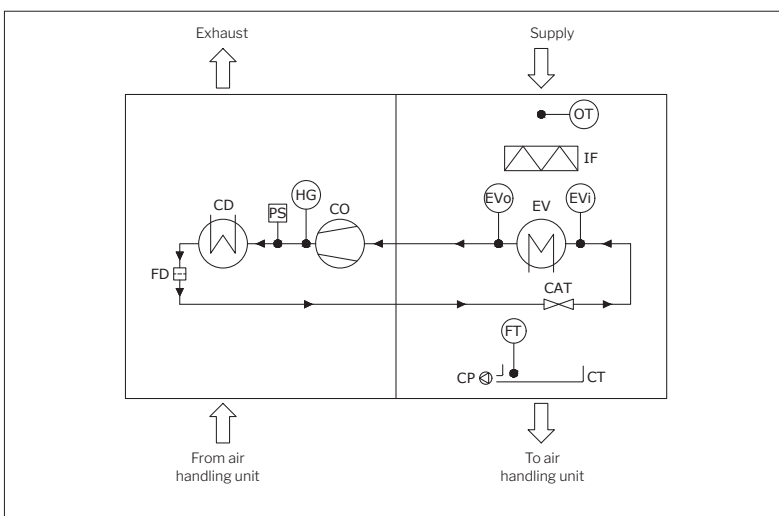 Exhaust
Supply
OT
IF
HG
PS
CO
CD
EVo
EV
EVi
FD
CAT
FT
CP
CT
From air
handling unit
To air
handling unit